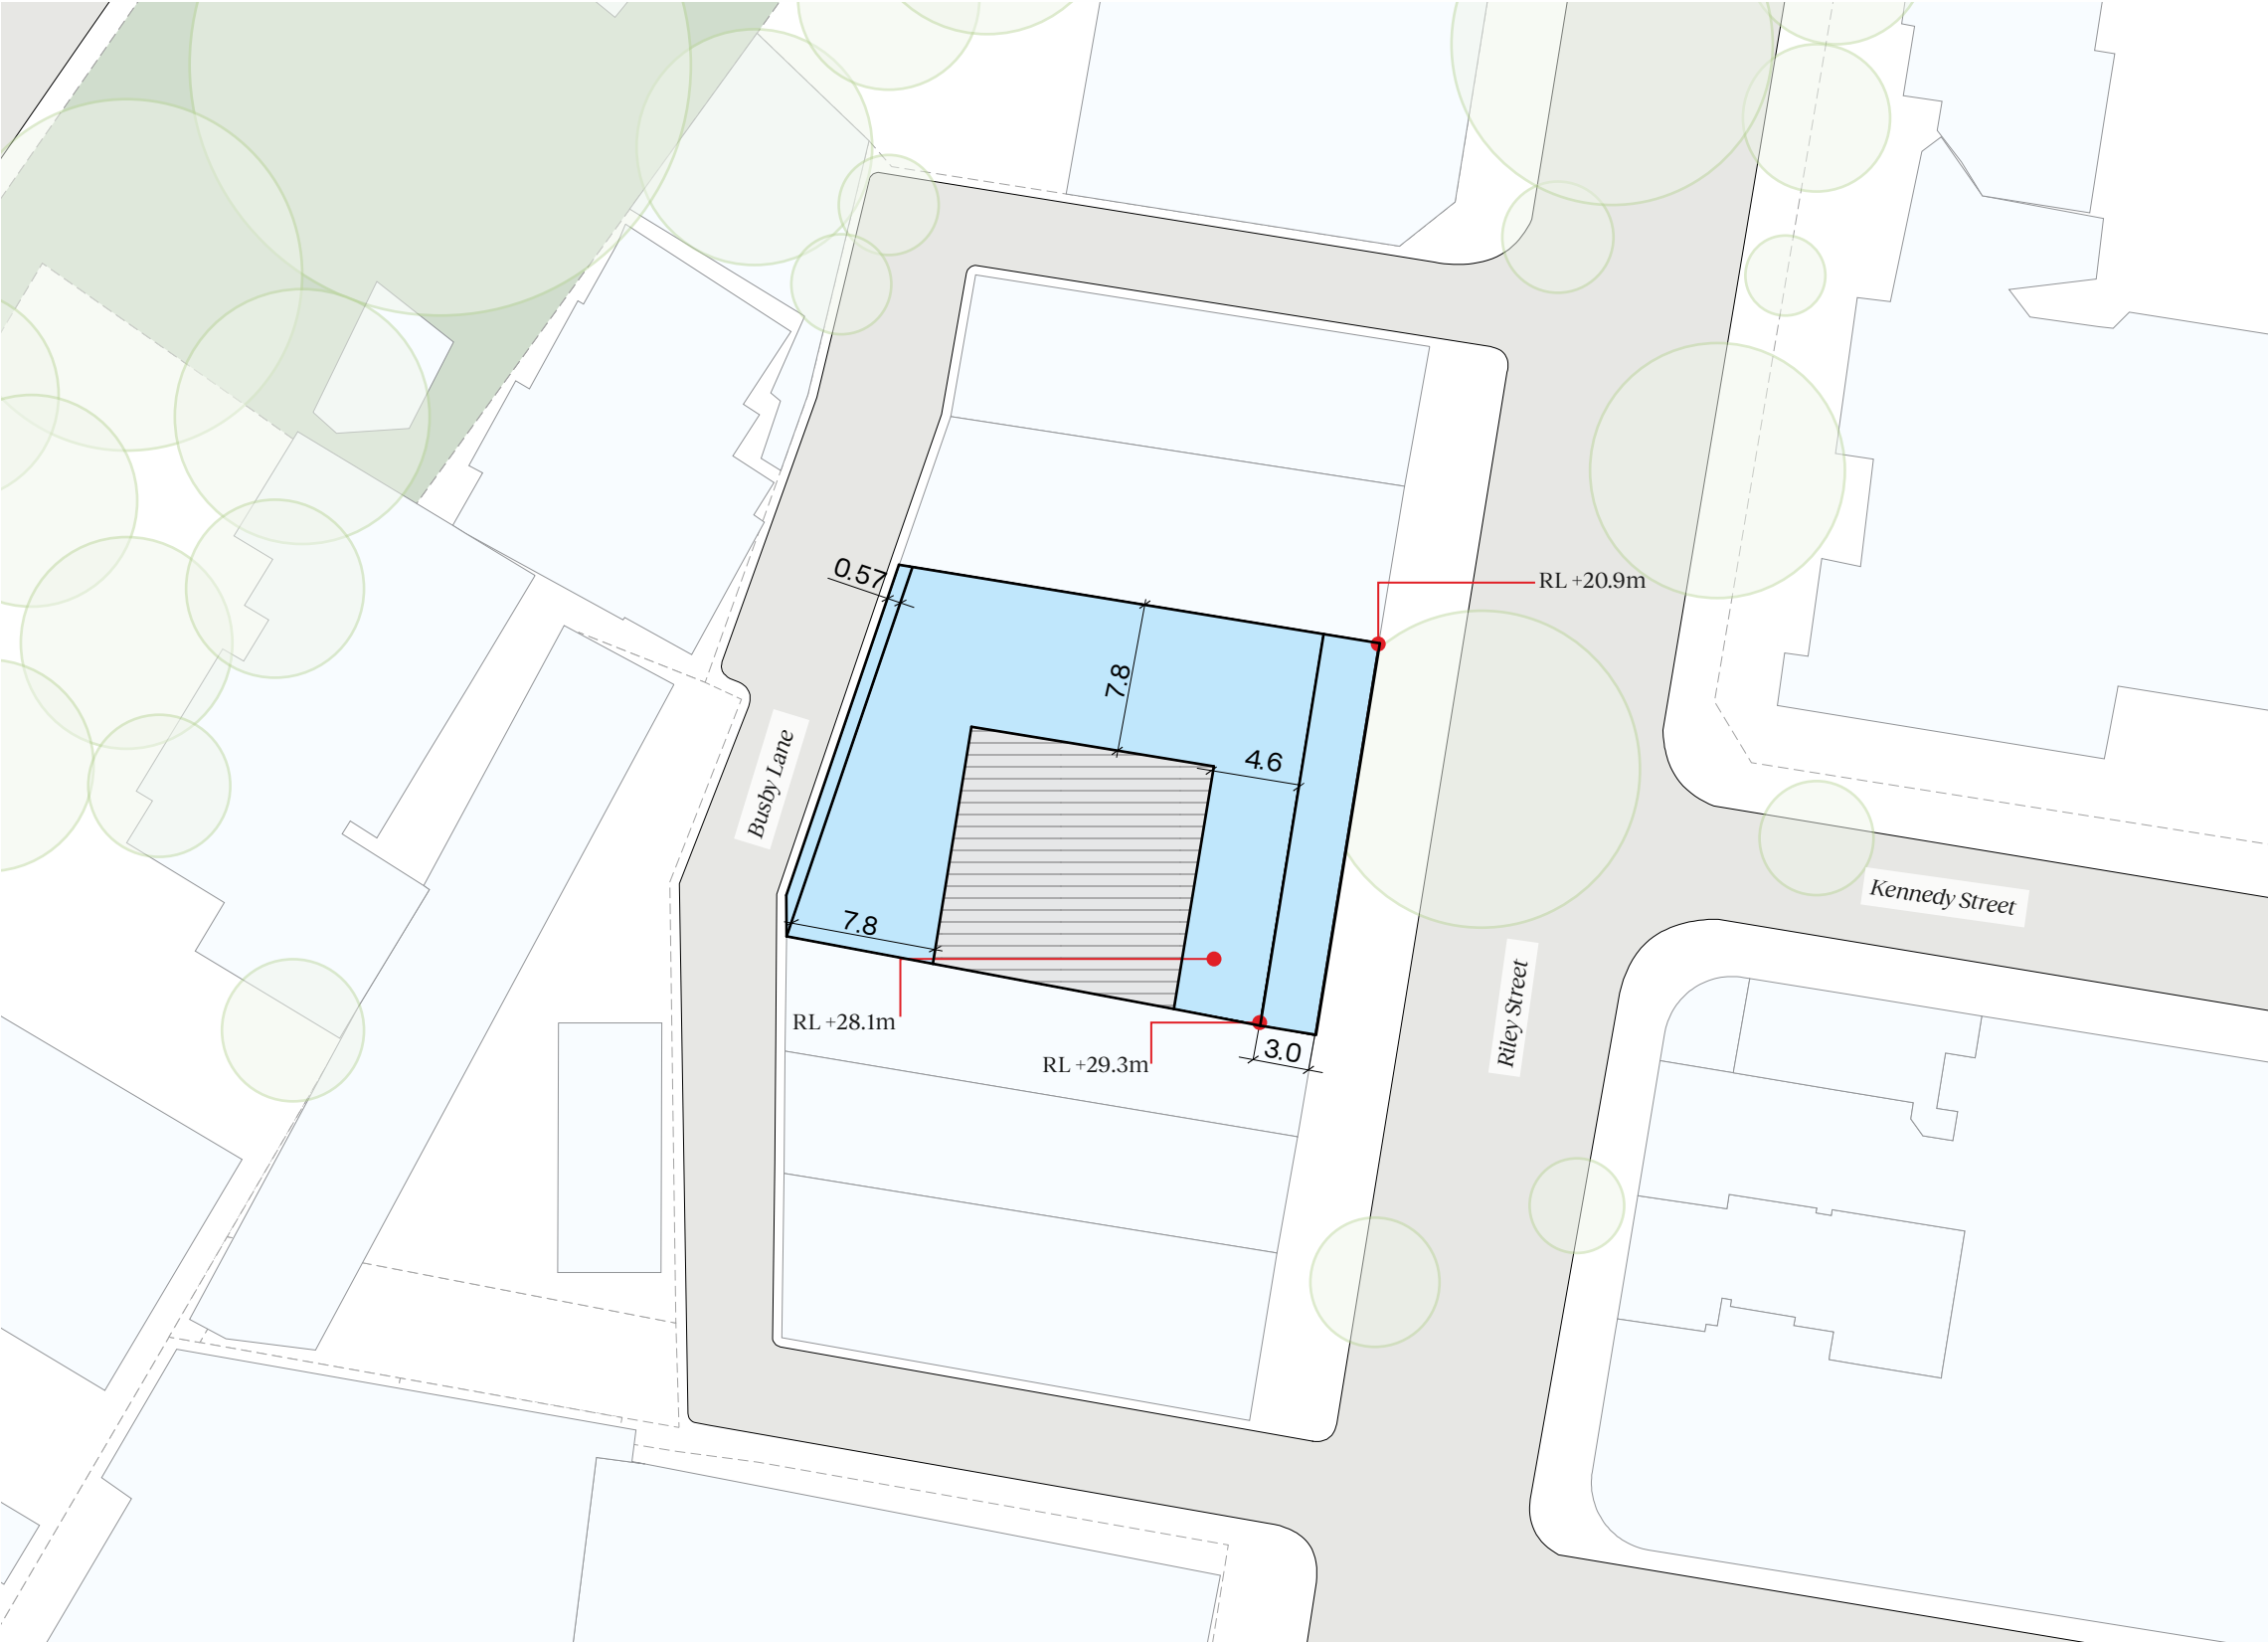 0.57
RL +20.9m
7.8
4.6
Busby Lane
Kennedy Street
7.8
RL +28.1m
Riley Street
RL +29.3m
3.0